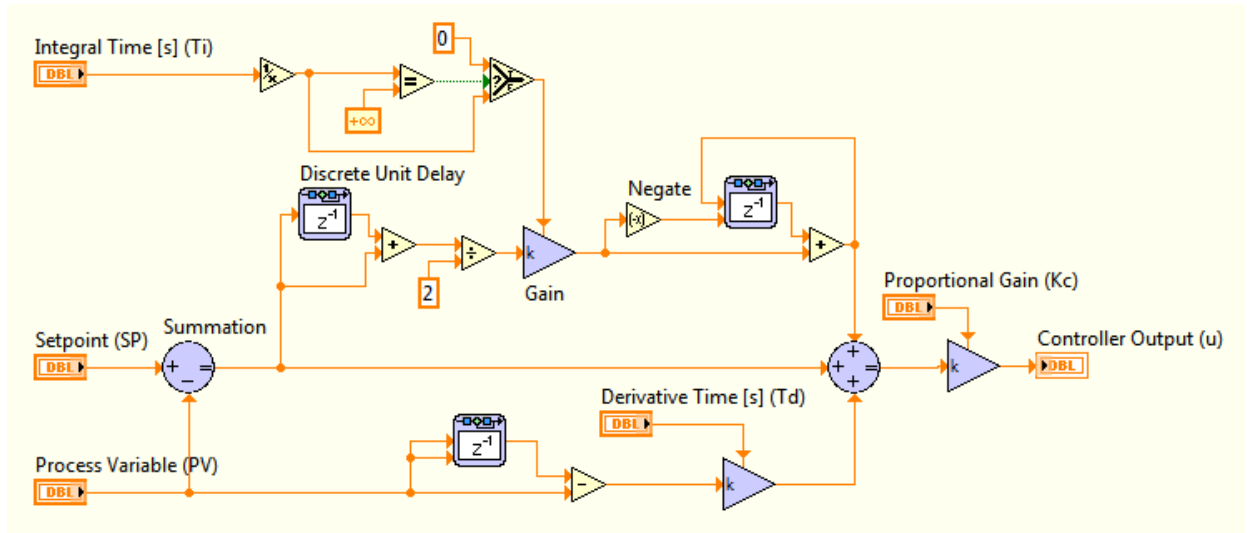 Integral Time [s] (Ti)
DBL
1/x
=
+∞
0
?
F
Discrete Unit Delay
z⁻¹
+
÷
2
k
Gain
Negate
(-x)
z⁻¹
+
Proportional Gain (Kc)
DBL
Setpoint (SP)
DBL
Summation
+ − =
+ + + =
k
Controller Output (u)
DBL
Derivative Time [s] (Td)
DBL
z⁻¹
Process Variable (PV)
DBL
−
k